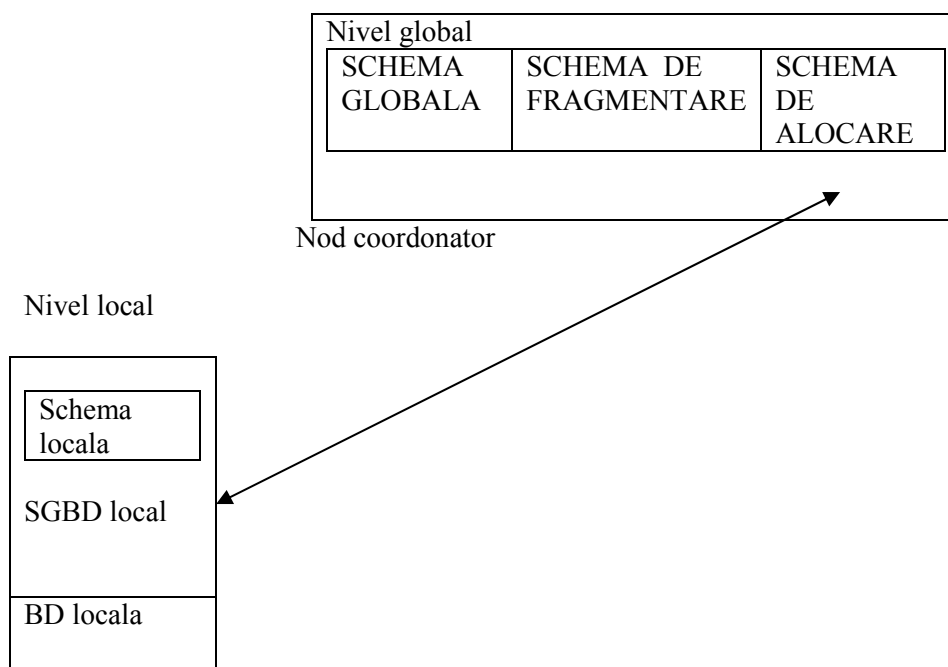 Nivel global
SCHEMA
GLOBALA
SCHEMA DE
FRAGMENTARE
SCHEMA
DE
ALOCARE
Nod coordonator
Nivel local
Schema
locala
SGBD local
BD locala